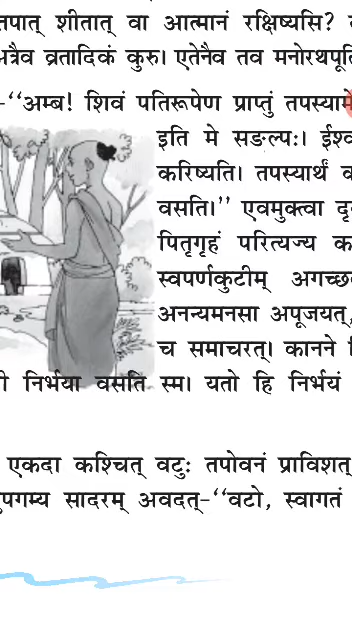 तपात् शीतात् वा आत्मानं रक्षिष्यसि?
अत्रैव व्रतादिकं कुरु। एतेनैव तव मनोरथपूर्ति
–‘‘अम्ब! शिवं पतिरूपेण प्राप्तुं तपस्यामे
इति मे सङ्कल्पः। ईश्व
करिष्यति। तपस्यार्थं
वसति।’’ एवमुक्त्वा दृ
पितृगृहं परित्यज्य का
स्वपर्णकुटीम् अगच्छत
अनन्यमनसा अपूजयत्,
च समाचरत्। कानने
निर्भया वसति स्म। यतो हि निर्भयं
एकदा कश्चित् वटुः तपोवनं प्राविशत्
पगम्य सादरम् अवदत्–‘‘वटो, स्वागतं